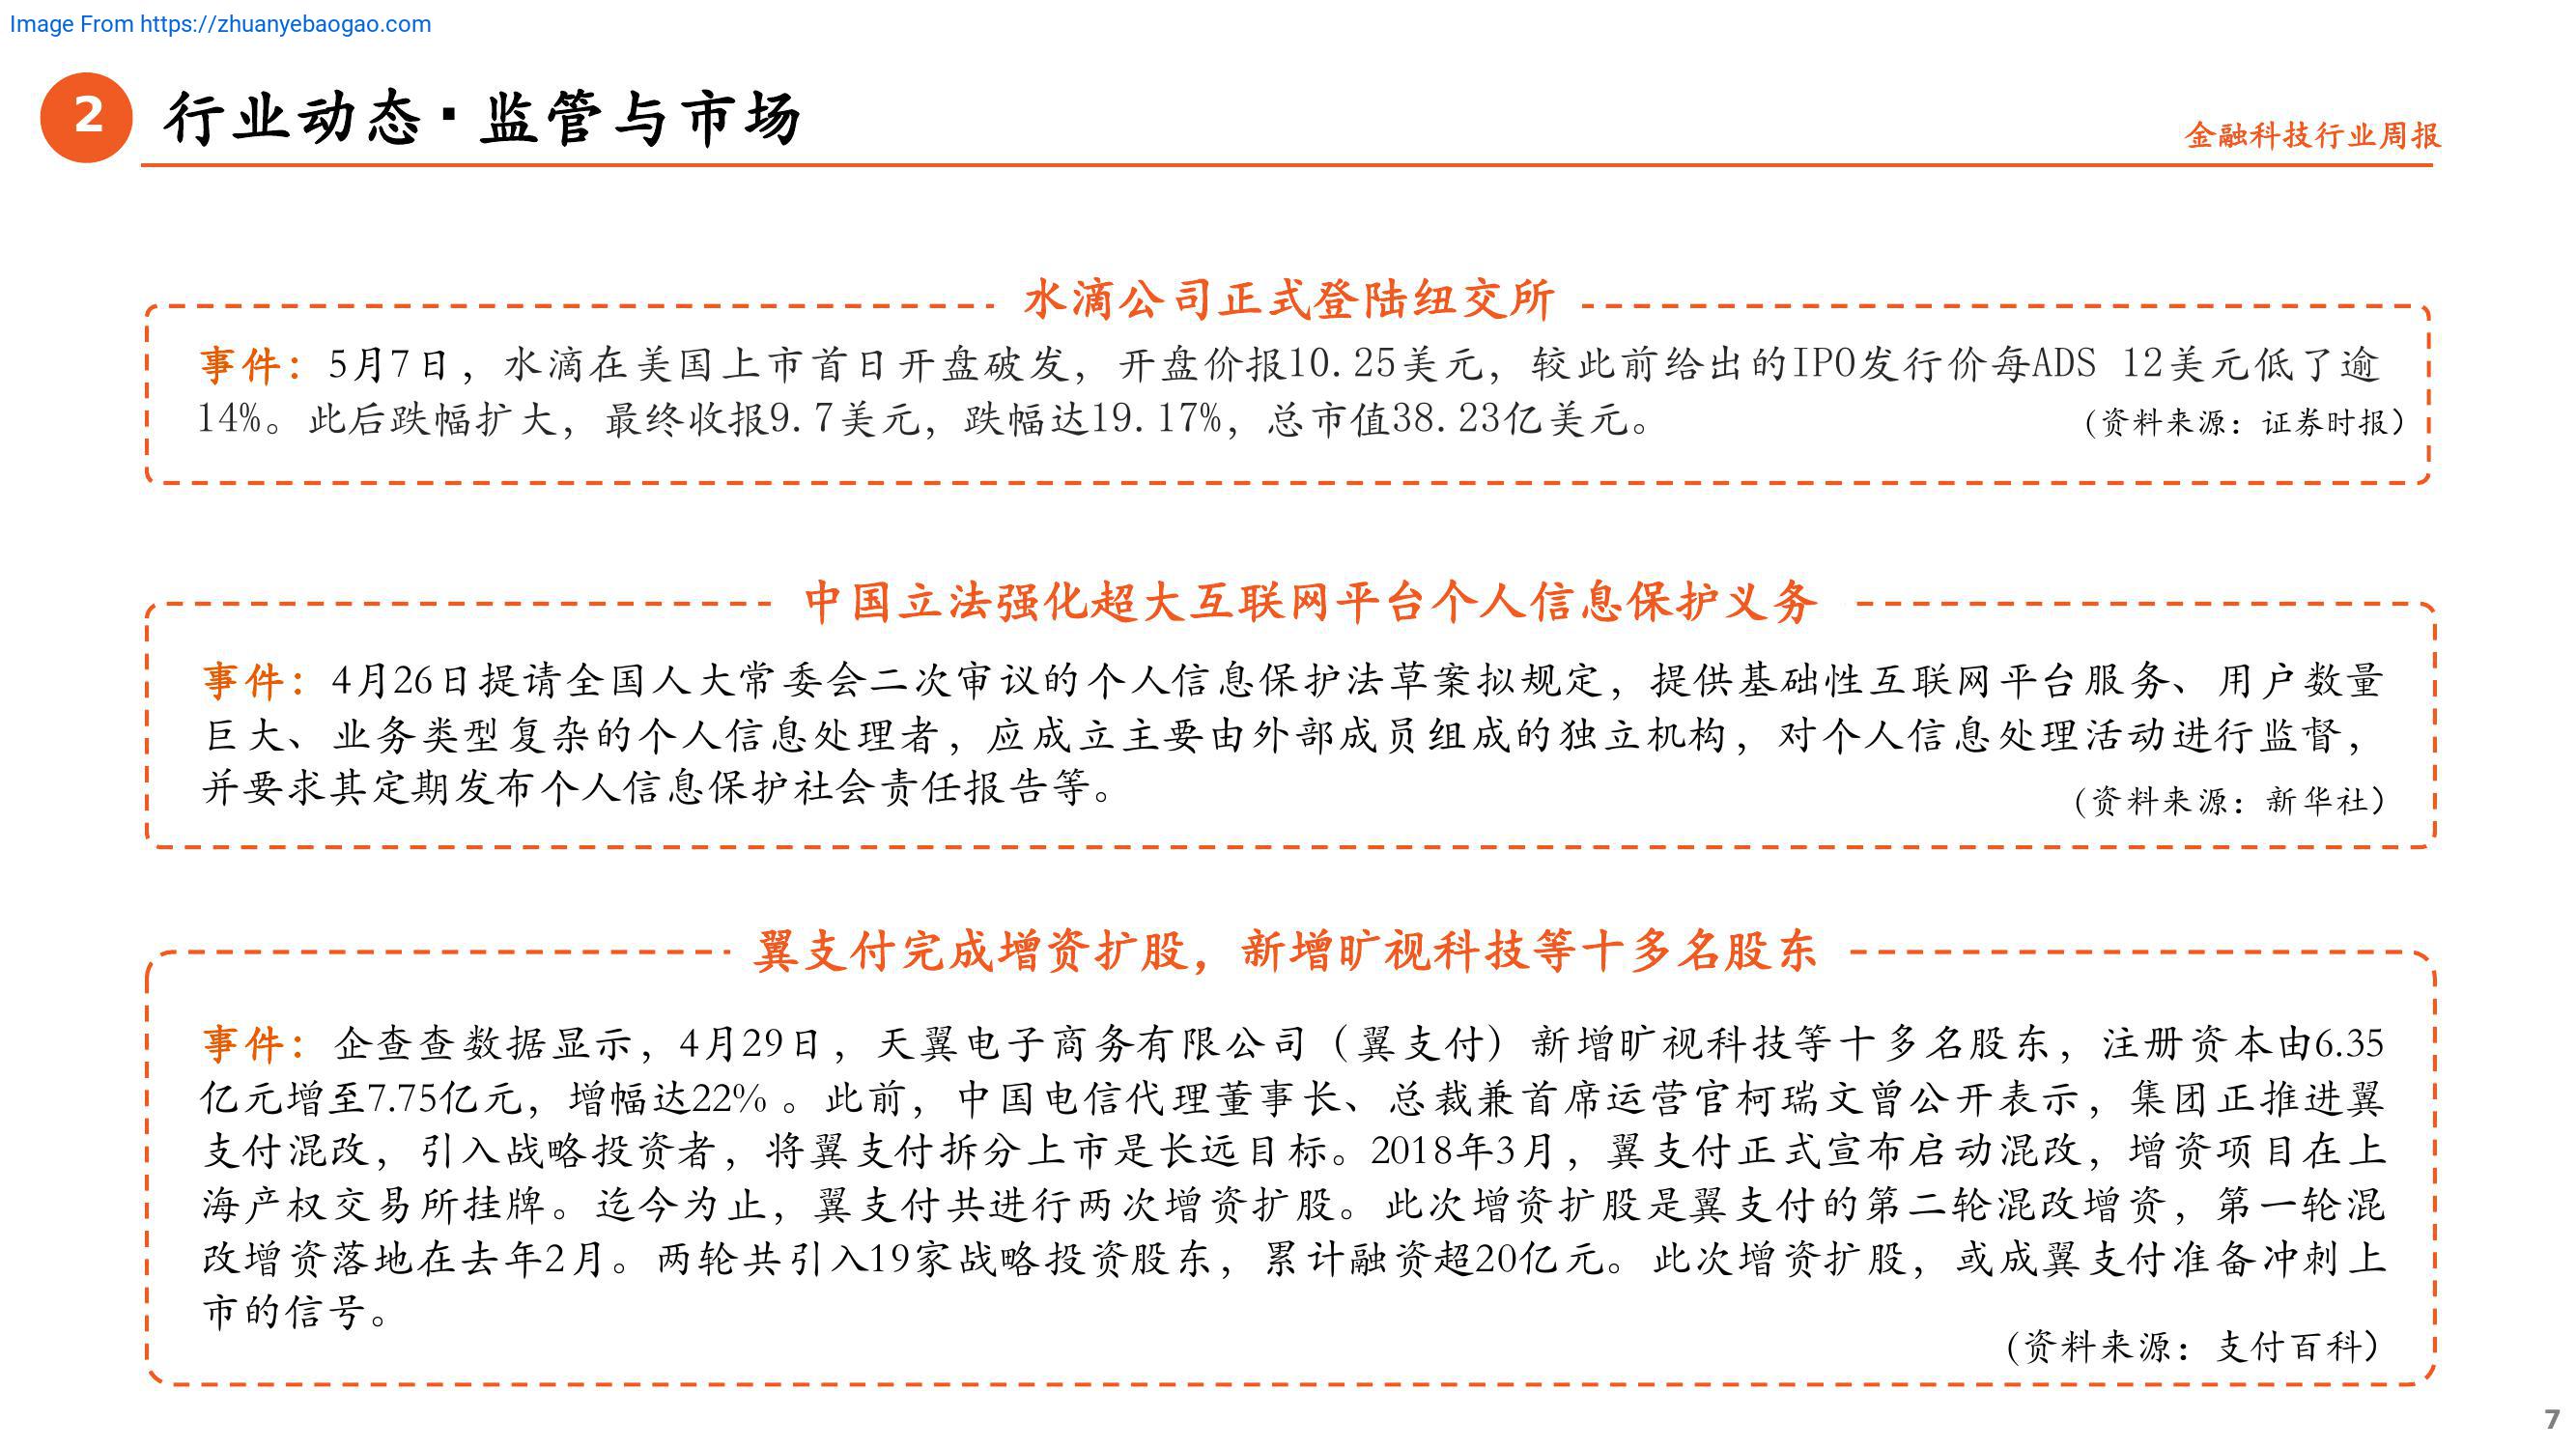 Image From https://zhuanyebaogao.com
2
行业动态·监管与市场
金融科技行业周报
水滴公司正式登陆纽交所
事件：5月7日，水滴在美国上市首日开盘破发，开盘价报10.25美元，较此前给出的IPO发行价每ADS 12美元低了逾
14%。此后跌幅扩大，最终收报9.7美元，跌幅达19.17%，总市值38.23亿美元。
（资料来源：证券时报）
中国立法强化超大互联网平台个人信息保护义务
事件：4月26日提请全国人大常委会二次审议的个人信息保护法草案拟规定，提供基础性互联网平台服务、用户数量
巨大、业务类型复杂的个人信息处理者，应成立主要由外部成员组成的独立机构，对个人信息处理活动进行监督，
并要求其定期发布个人信息保护社会责任报告等。
（资料来源：新华社）
翼支付完成增资扩股，新增旷视科技等十多名股东
事件：企查查数据显示，4月29日，天翼电子商务有限公司（翼支付）新增旷视科技等十多名股东，注册资本由6.35
亿元增至7.75亿元，增幅达22% 。此前，中国电信代理董事长、总裁兼首席运营官柯瑞文曾公开表示，集团正推进翼
支付混改，引入战略投资者，将翼支付拆分上市是长远目标。2018年3月，翼支付正式宣布启动混改，增资项目在上
海产权交易所挂牌。迄今为止，翼支付共进行两次增资扩股。此次增资扩股是翼支付的第二轮混改增资，第一轮混
改增资落地在去年2月。两轮共引入19家战略投资股东，累计融资超20亿元。此次增资扩股，或成翼支付准备冲刺上
市的信号。
（资料来源：支付百科）
7